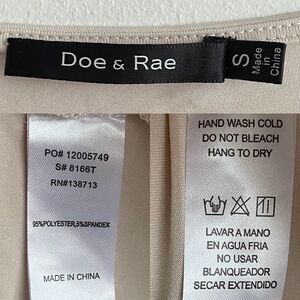 Doe & Rae
S
Made
in
China
PO# 12005749
S# 8166T
RN#138713
95%POLYESTER,5%SPANDEX
MADE IN CHINA
HAND WASH COLD
DO NOT BLEACH
HANG TO DRY
LAVAR A MANO
EN AGUA FRIA
NO USAR
BLANQUEADOR
SECAR EXTENDIDO